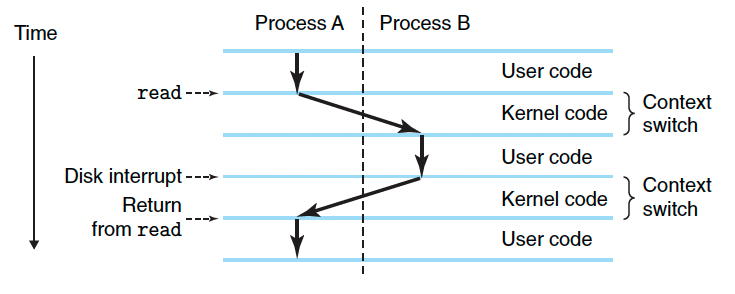 Process A
Process B
Time
User code
read
Kernel code
Context
switch
User code
Disk interrupt
Kernel code
Context
switch
Return
from read
User code